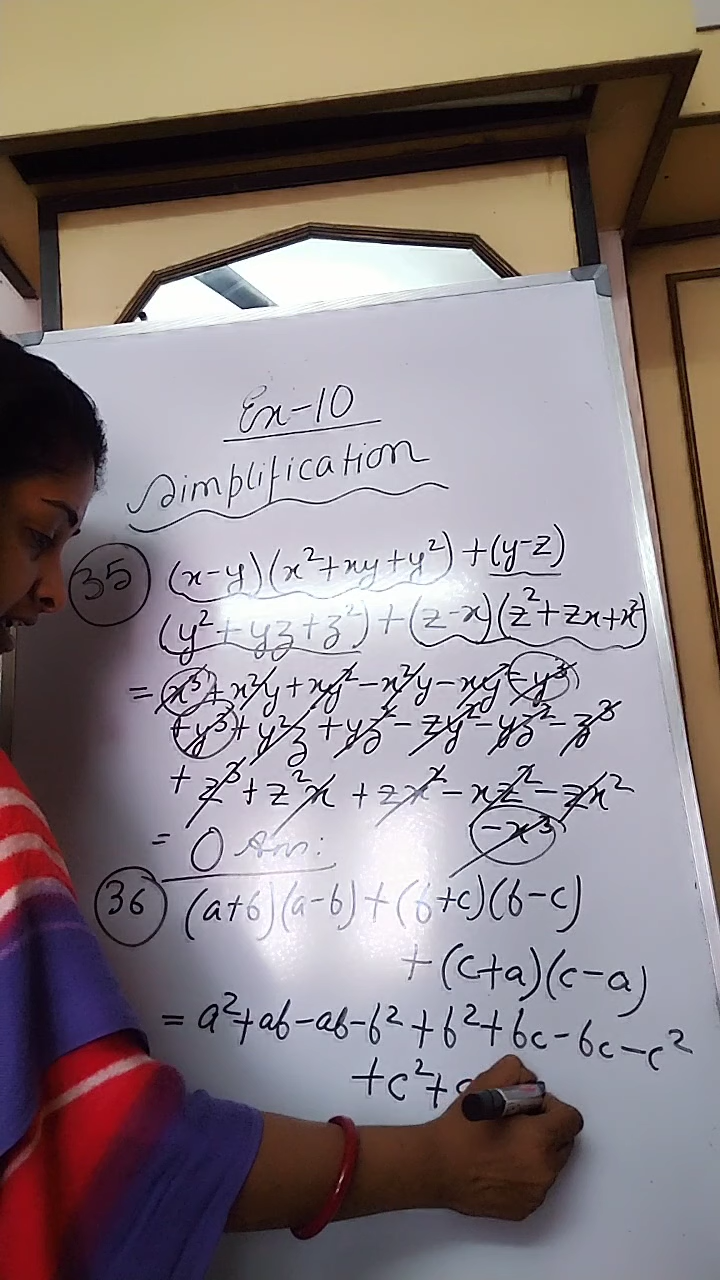 Ex-10
Simplification
35 (x-y)(x²+xy+y²)+(y-z)
(y²+yz+z²)+(z-x)(z²+zx+x²)
= x³+x²y+xy²-x²y-xy²-y³
+y³+y²z+yz²-zy²-yz²-z³
+z³+z²x+zx²-xz²-zx²
-x³
= 0 Ans:
36 (a+b)(a-b)+(b+c)(b-c)
+(c+a)(c-a)
= a²+ab-ab-b²+b²+bc-bc-c²
+c²+